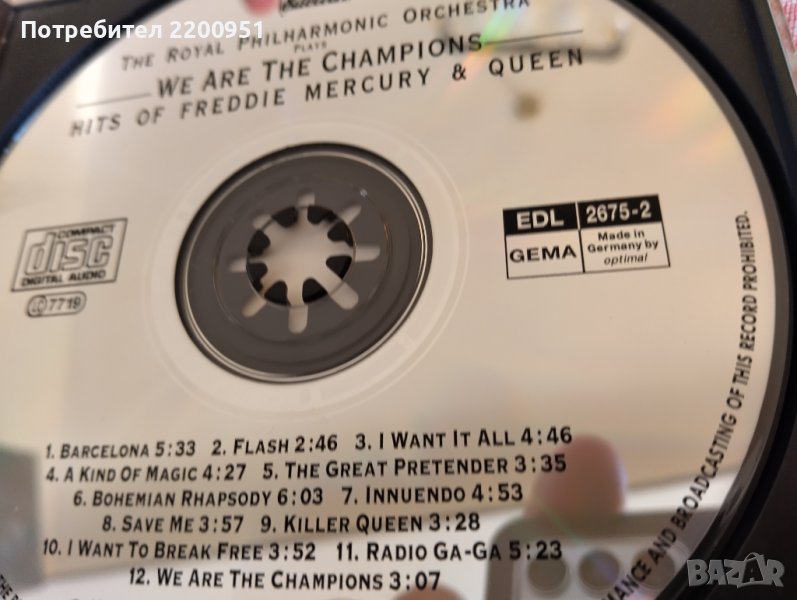 Потребител 2200951
THE ROYAL PHILHARMONIC ORCHESTRA
PLAYS
WE ARE THE CHAMPIONS
HITS OF FREDDIE MERCURY & QUEEN
COMPACT
disc
DIGITAL AUDIO
LC 7719
EDL 2675-2
GEMA Made in Germany by optimal
1. BARCELONA 5:33 2. FLASH 2:46 3. I WANT IT ALL 4:46
4. A KIND OF MAGIC 4:27 5. THE GREAT PRETENDER 3:35
6. BOHEMIAN RHAPSODY 6:03 7. INNUENDO 4:53
8. SAVE ME 3:57 9. KILLER QUEEN 3:28
10. I WANT TO BREAK FREE 3:52 11. RADIO GA-GA 5:23
12. WE ARE THE CHAMPIONS 3:07
MANCE AND BROADCASTING OF THIS RECORD PROHIBITED.
BAZAR